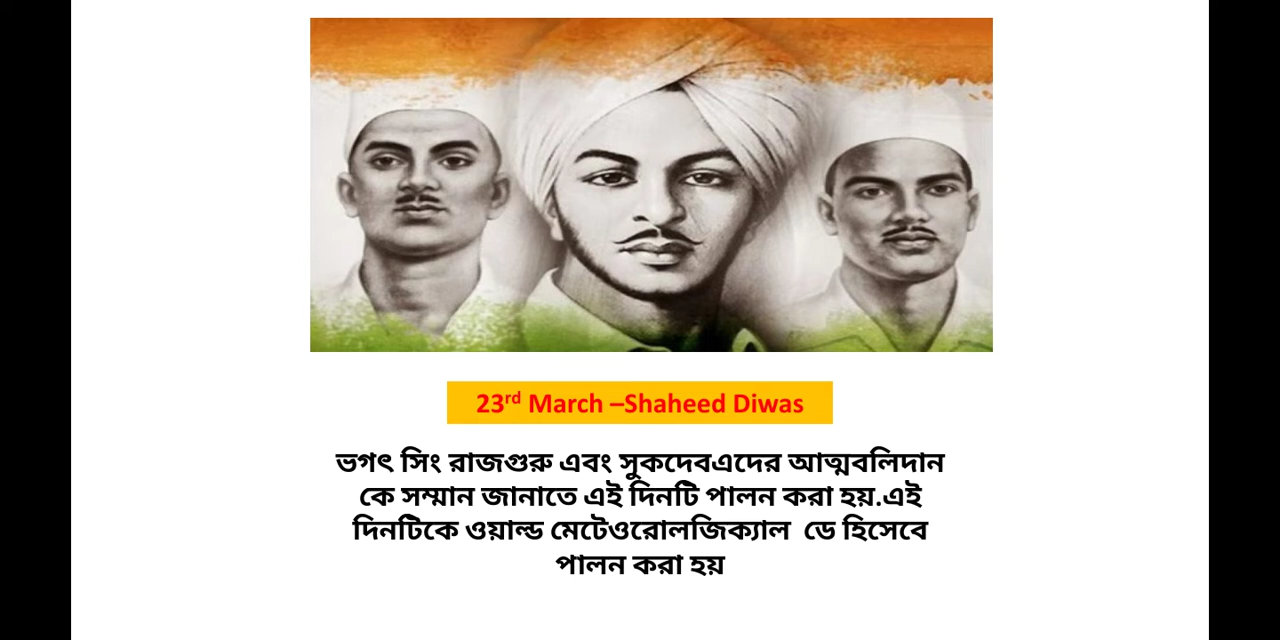 23rd March –Shaheed Diwas
ভগৎ সিং রাজগুরু এবং সুকদেবএদের আত্মবলিদান
কে সম্মান জানাতে এই দিনটি পালন করা হয়.এই
দিনটিকে ওয়াল্ড মেটেওরোলজিক্যাল ডে হিসেবে
পালন করা হয়